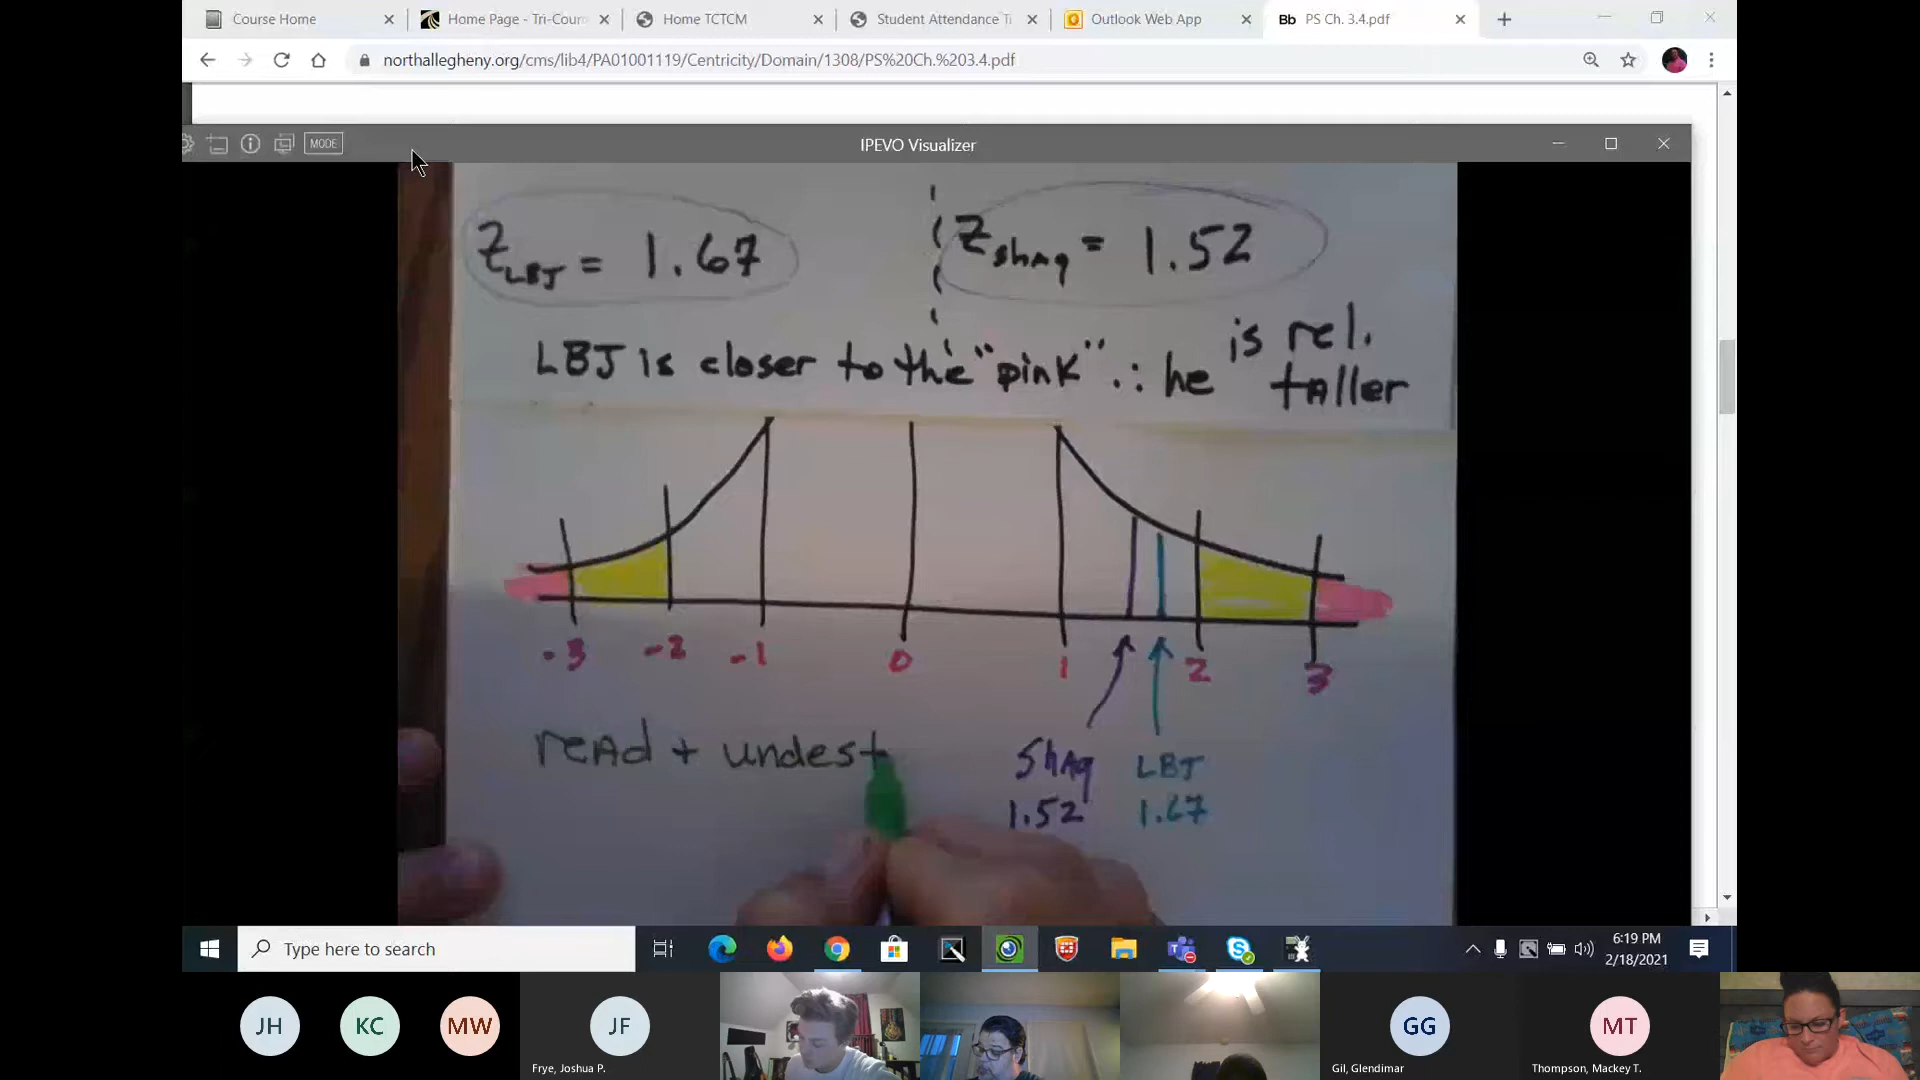 Course Home
Home Page - Tri-Cour
Home TCTCM
Student Attendance Ti
Outlook Web App
Bb PS Ch. 3.4.pdf
northallegheny.org/cms/lib4/PA01001119/Centricity/Domain/1308/PS%20Ch.%203.4.pdf
MODE
IPEVO Visualizer
Z LBJ = 1.67
Z ShAq = 1.52
LBJ is closer to the "pink" ∴ he is rel. tAller
-3 -2 -1 0 1 2 3
reAd + undest
ShAq LBJ
1.52 1.67
Type here to search
6:19 PM
2/18/2021
JH KC MW JF GG MT
Frye, Joshua P.
Gil, Glendimar
Thompson, Mackey T.